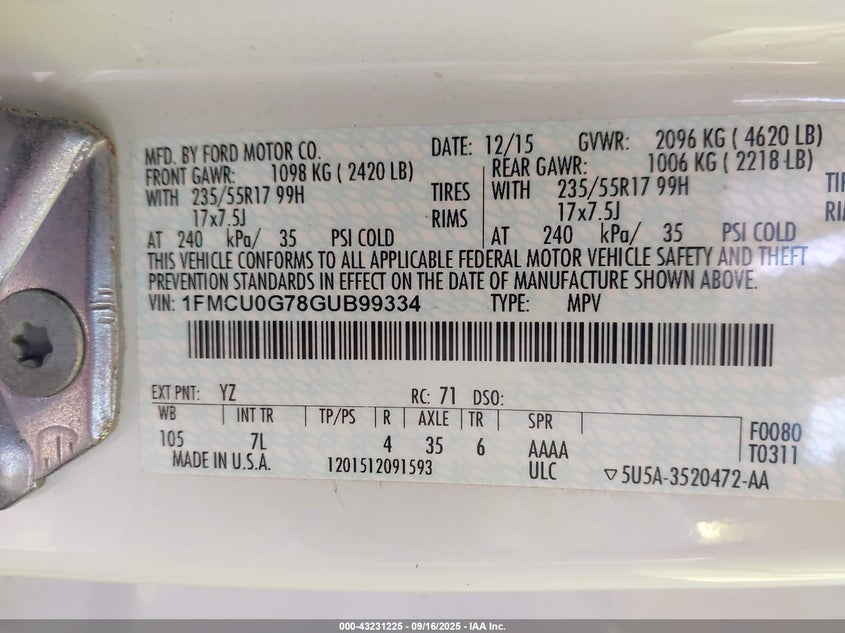 MFD. BY FORD MOTOR CO. DATE: 12/15 GVWR: 2096 KG ( 4620 LB)
FRONT GAWR: 1098 KG ( 2420 LB) REAR GAWR: 1006 KG ( 2218 LB)
WITH 235/55R17 99H TIRES WITH 235/55R17 99H
17x7.5J RIMS 17x7.5J
AT 240 kPa/ 35 PSI COLD AT 240 kPa/ 35 PSI COLD
THIS VEHICLE CONFORMS TO ALL APPLICABLE FEDERAL MOTOR VEHICLE SAFETY AND THEFT
PREVENTION STANDARDS IN EFFECT ON THE DATE OF MANUFACTURE SHOWN ABOVE.
VIN: 1FMCU0G78GUB99334 TYPE: MPV
EXT PNT: YZ RC: 71 DSO:
WB INT TR TP/PS R AXLE TR SPR
105 7L 4 35 6 AAAA
F0080
T0311
MADE IN U.S.A. 1201512091593 ULC ▽5U5A-3520472-AA
000-43231225 - 09/16/2025 - IAA Inc.